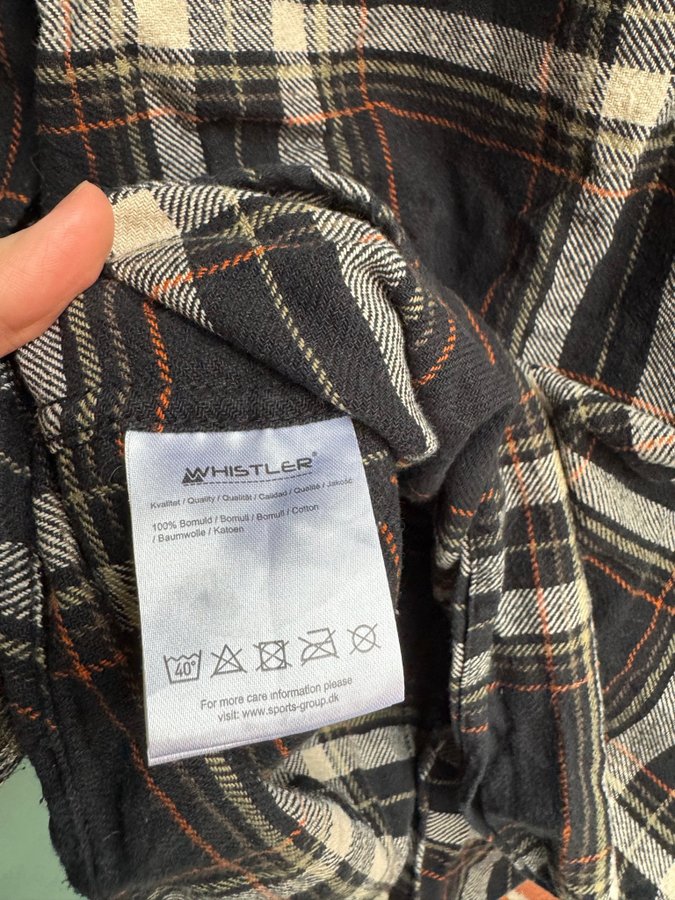 WHISTLER®
Kvalitet / Quality / Qualität / Calidad / Qualité / Jakość
100% Bomuld / Bomull / Bomull / Cotton
/ Baumwolle / Katoen
40°
For more care information please
visit: www.sports-group.dk